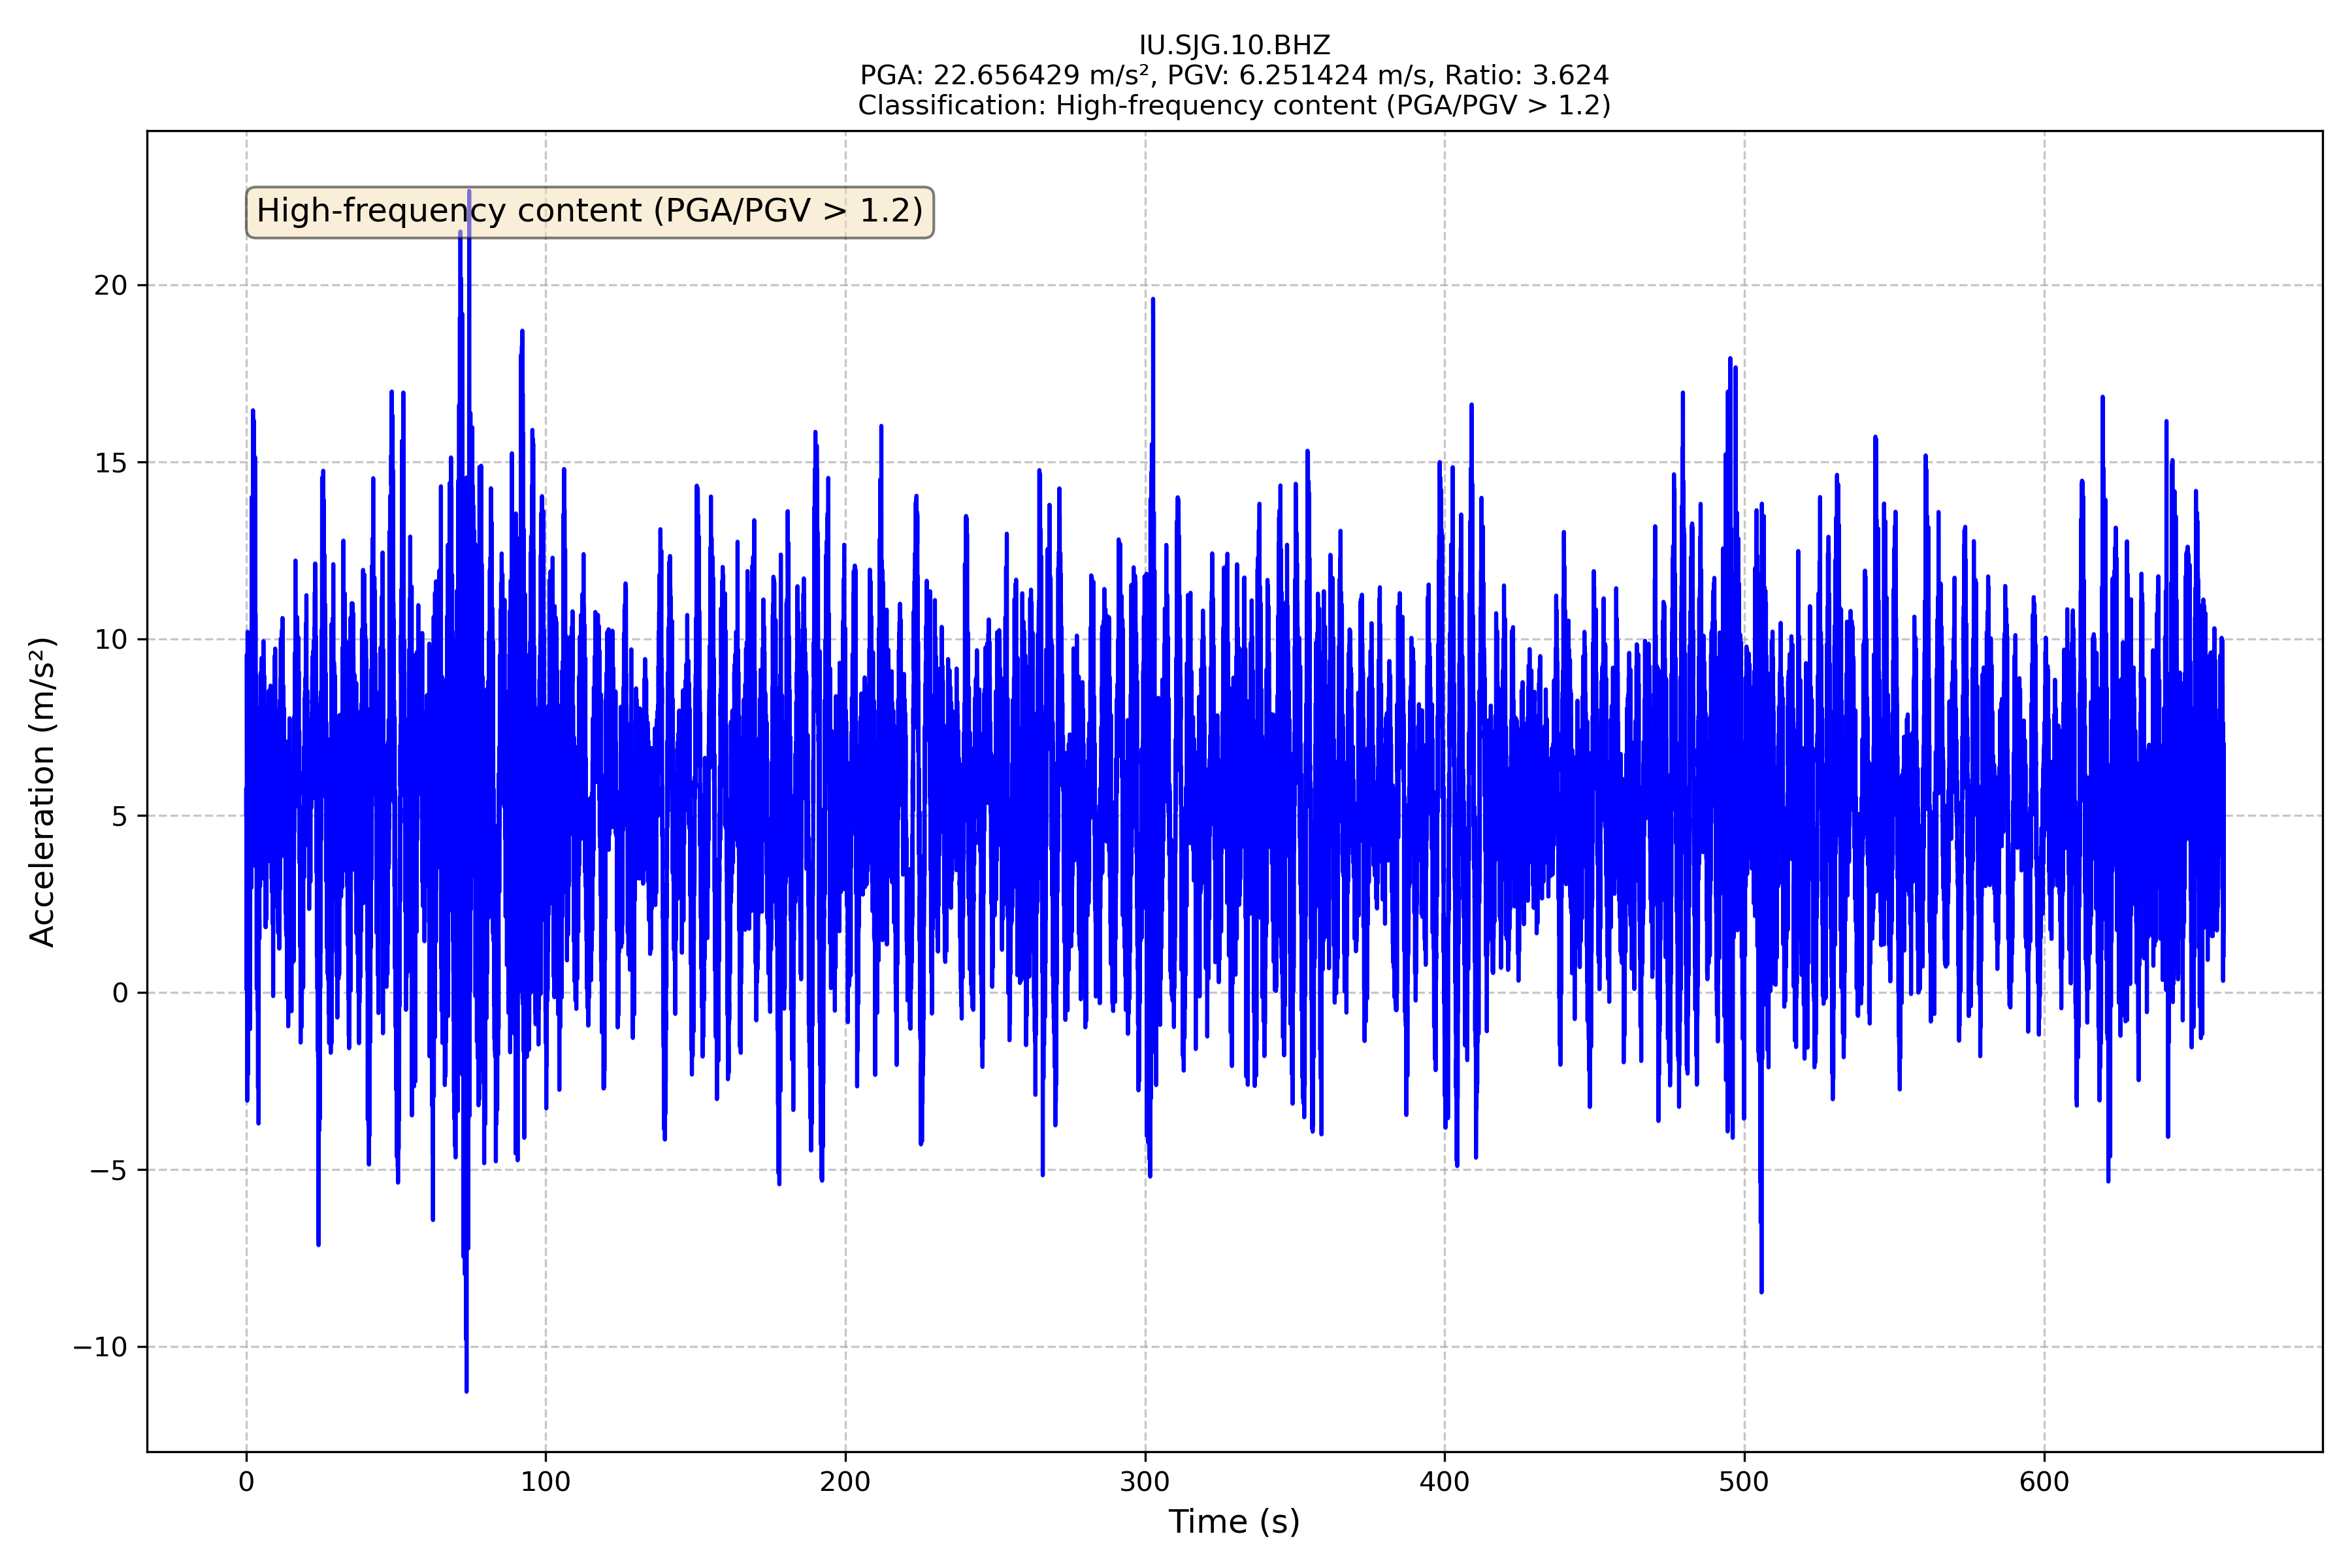 IU.SJG.10.BHZ
PGA: 22.656429 m/s², PGV: 6.251424 m/s, Ratio: 3.624
Classification: High-frequency content (PGA/PGV > 1.2)
High-frequency content (PGA/PGV > 1.2)
20
15
10
5
0
−5
−10
Acceleration (m/s²)
0 100 200 300 400 500 600
Time (s)